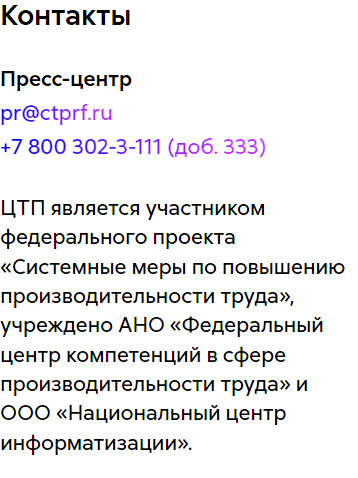 Контакты
Пресс-центр
pr@ctprf.ru
+7 800 302-3-111 (доб. 333)
ЦТП является участником
федерального проекта
«Системные меры по повышению
производительности труда»,
учреждено АНО «Федеральный
центр компетенций в сфере
производительности труда» и
ООО «Национальный центр
информатизации».